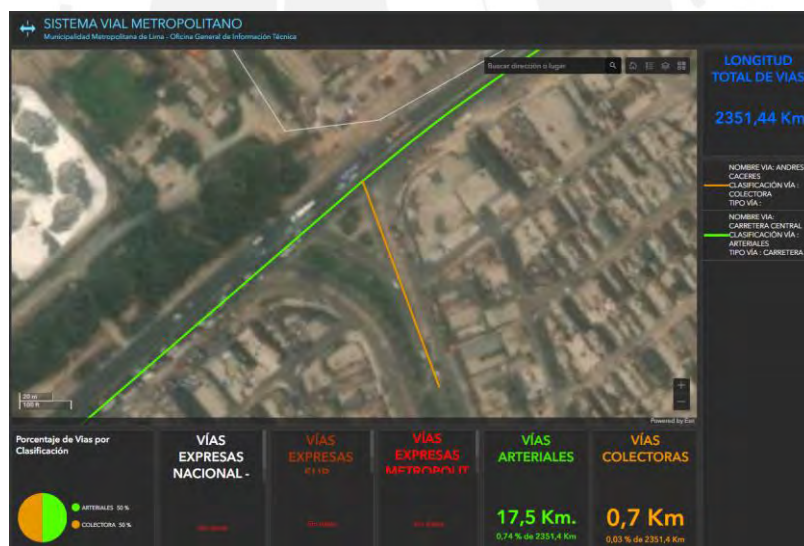 SISTEMA VIAL METROPOLITANO
Municipalidad Metropolitana de Lima - Oficina General de Información Técnica
Buscar dirección o lugar
LONGITUD
TOTAL DE VIAS
2351,44 Km
NOMBRE VIA: ANDRES
CACERES
CLASIFICACIÓN VÍA :
COLECTORA
TIPO VÍA :
NOMBRE VIA:
CARRETERA CENTRAL
CLASIFICACIÓN VÍA :
ARTERIALES
TIPO VÍA : CARRETERA
20 m
100 ft
+
−
Powered by Esri
Porcentaje de Vias por
Clasificación
ARTERIALES 50 %
COLECTORA 50 %
VÍAS
EXPRESAS
NACIONAL -
VÍAS
EXPRESAS
VÍAS
EXPRESAS
METROPOLIT
VÍAS
ARTERIALES
17,5 Km.
0,74 % de 2351,4 Km
VÍAS
COLECTORAS
0,7 Km
0,03 % de 2351,4 Km